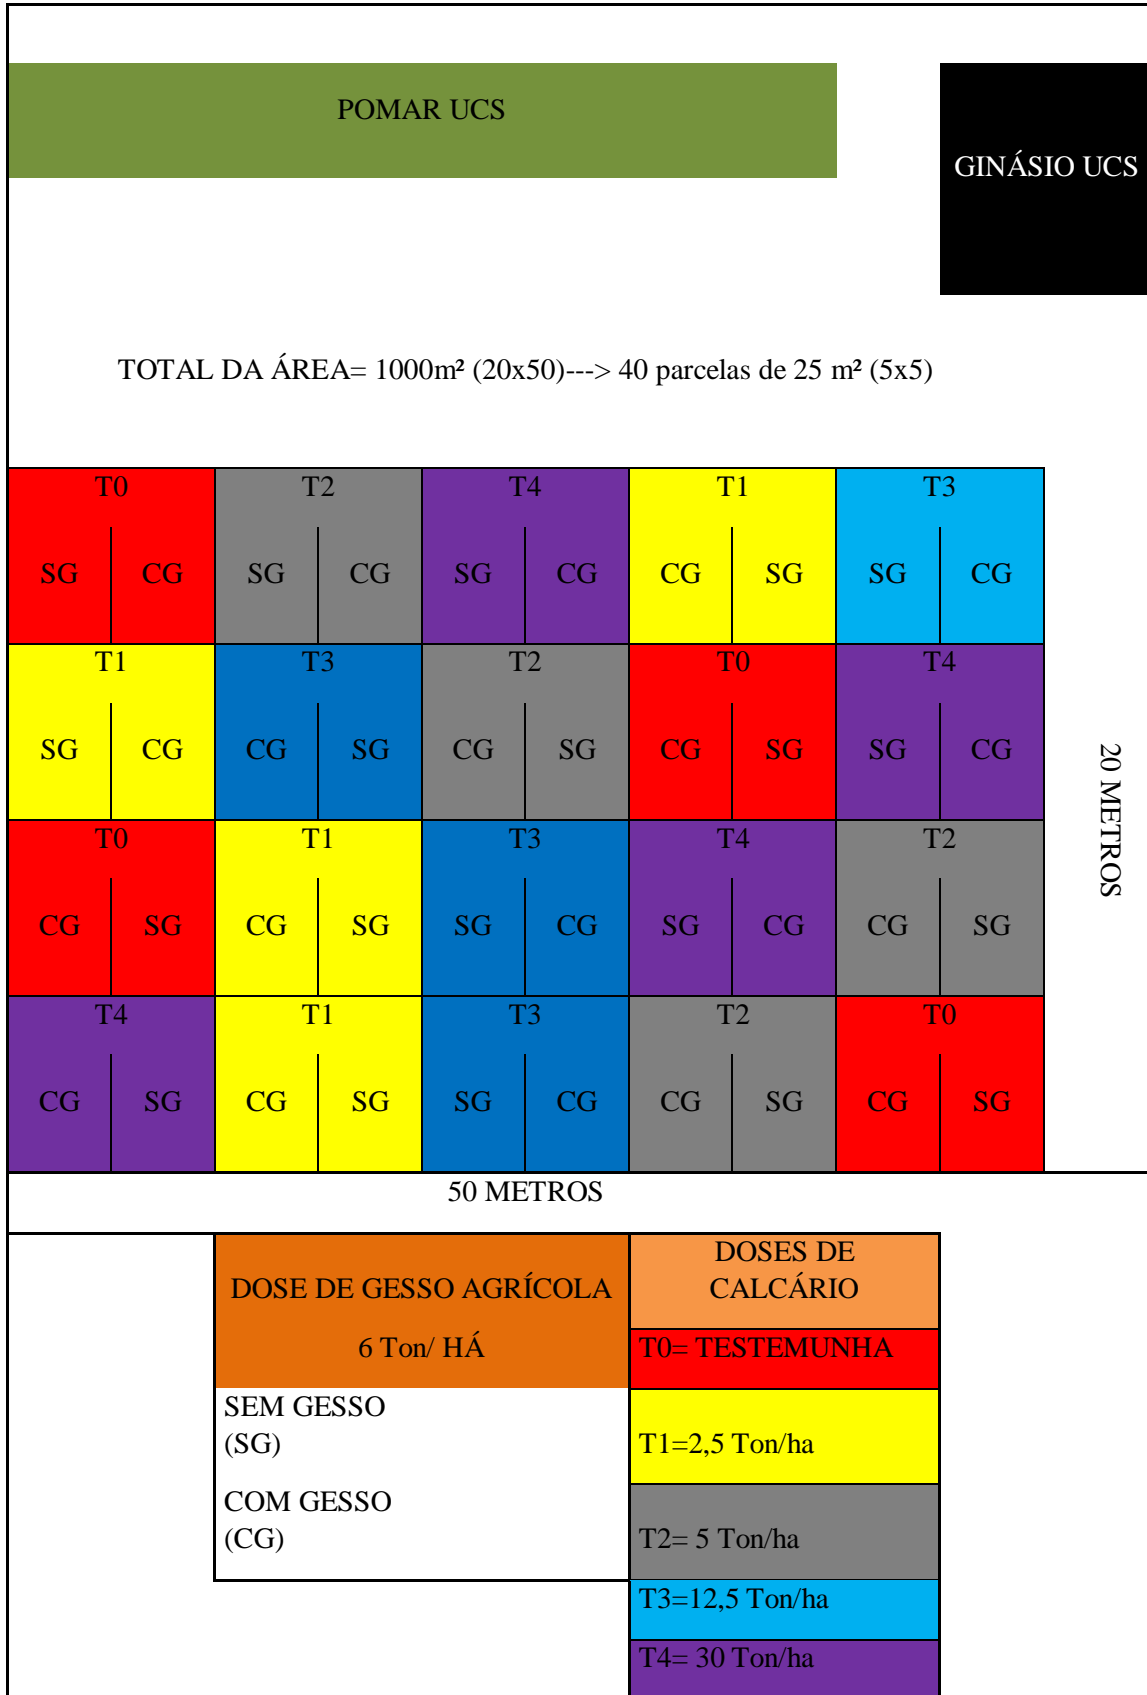 POMAR UCS
GINÁSIO UCS
TOTAL DA ÁREA= 1000m² (20x50)---> 40 parcelas de 25 m² (5x5)
T0 T2 T4 T1 T3
SG CG SG CG SG CG CG SG SG CG
T1 T3 T2 T0 T4
SG CG CG SG CG SG CG SG SG CG
20 METROS
T0 T1 T3 T4 T2
CG SG CG SG SG CG SG CG CG SG
T4 T1 T3 T2 T0
CG SG CG SG SG CG CG SG CG SG
50 METROS
DOSE DE GESSO AGRÍCOLA
6 Ton/ HÁ
SEM GESSO
(SG)
COM GESSO
(CG)
DOSES DE
CALCÁRIO
T0= TESTEMUNHA
T1=2,5 Ton/ha
T2= 5 Ton/ha
T3=12,5 Ton/ha
T4= 30 Ton/ha